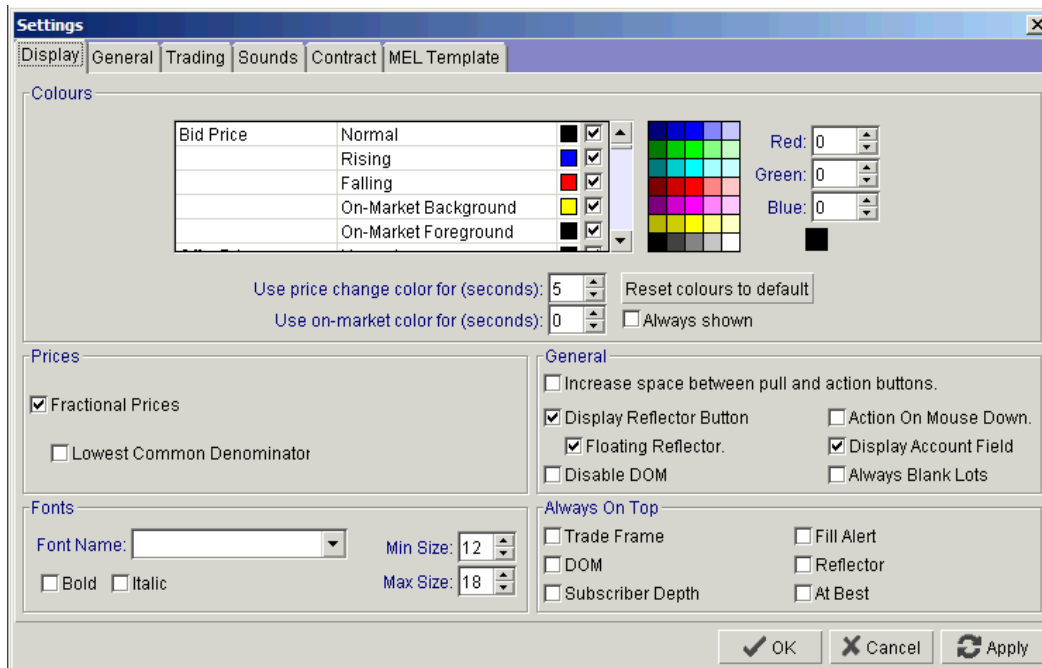 Settings
Display General Trading Sounds Contract MEL Template
Colours
Bid Price Normal
Rising
Falling
On-Market Background
On-Market Foreground
Red: 0
Green: 0
Blue: 0
Use price change color for (seconds): 5 Reset colours to default
Use on-market color for (seconds): 0 Always shown
Prices
Fractional Prices
Lowest Common Denominator
General
Increase space between pull and action buttons.
Display Reflector Button Action On Mouse Down.
Floating Reflector. Display Account Field
Disable DOM Always Blank Lots
Fonts
Font Name: Min Size: 12
Bold Italic Max Size: 18
Always On Top
Trade Frame Fill Alert
DOM Reflector
Subscriber Depth At Best
OK Cancel Apply